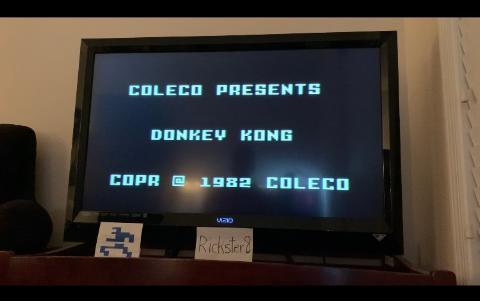 COLECO PRESENTS
DONKEY KONG
COPR @ 1982 COLECO
VIZIO
Rickster8